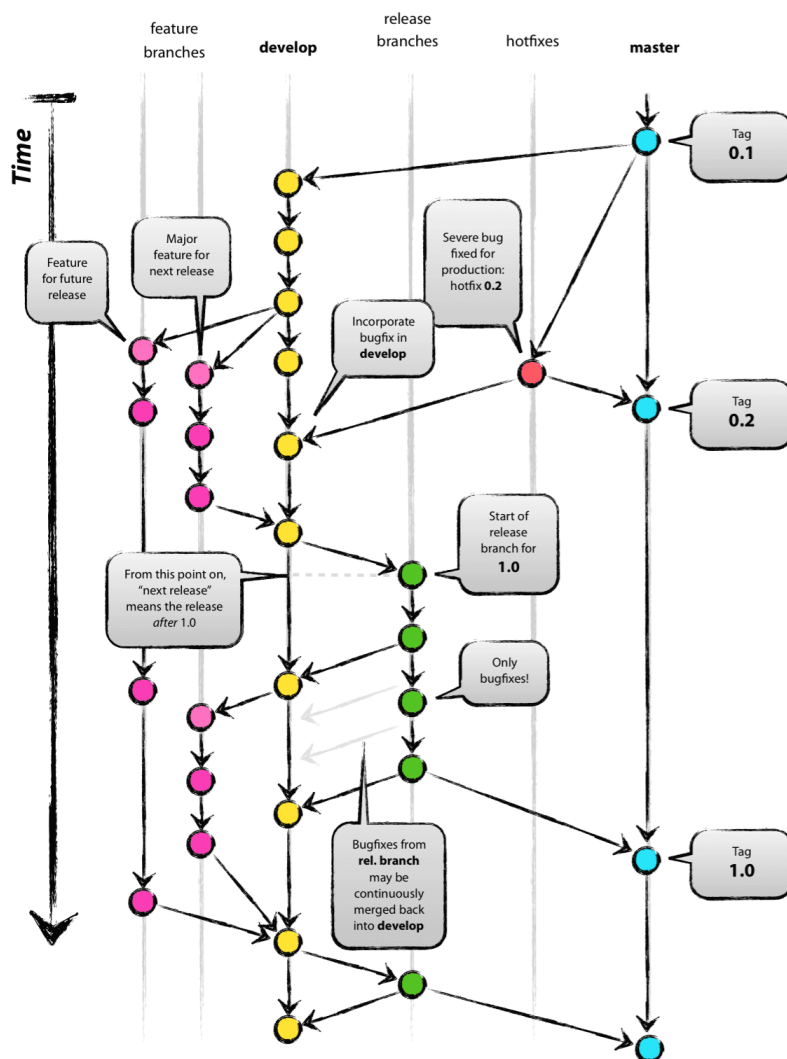 feature
branches
develop
release
branches
hotfixes
master
Time
Tag
0.1
Feature
for future
release
Major
feature for
next release
Severe bug
fixed for
production:
hotfix 0.2
Incorporate
bugfix in
develop
Tag
0.2
Start of
release
branch for
1.0
From this point on,
“next release”
means the release
after 1.0
Only
bugfixes!
Bugfixes from
rel. branch
may be
continuously
merged back
into develop
Tag
1.0